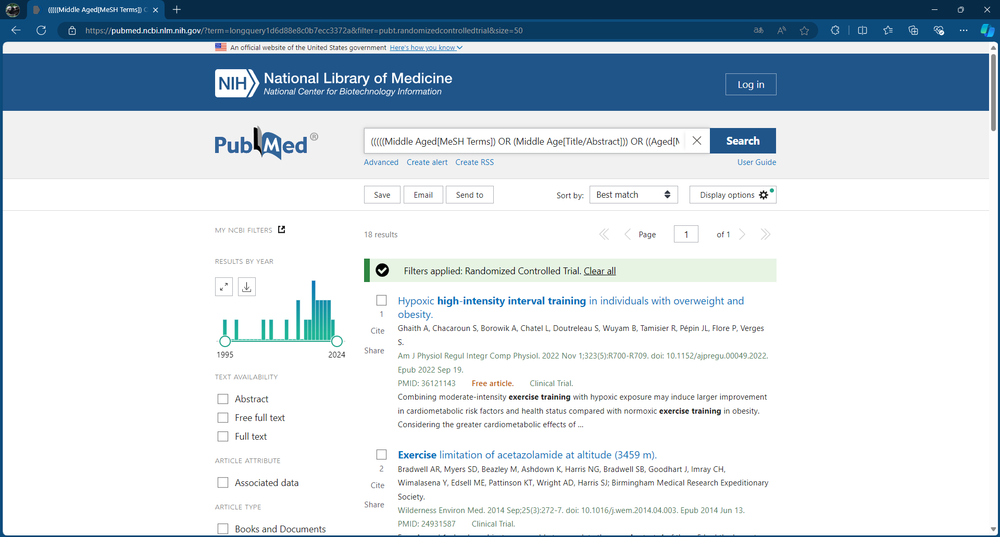 (((((Middle Aged[MeSH Terms]) C
https://pubmed.ncbi.nlm.nih.gov/?term=longquery1d6d88e8c0b7ecc3372a&filter=pubt.randomizedcontrolledtrial&size=50
An official website of the United States government Here's how you know
NIH National Library of Medicine
National Center for Biotechnology Information
Log in
PubMed®
(((((Middle Aged[MeSH Terms]) OR (Middle Age[Title/Abstract])) OR ((Aged[M
Search
Advanced Create alert Create RSS
User Guide
Save Email Send to
Sort by: Best match
Display options
MY NCBI FILTERS
18 results
Page 1 of 1
RESULTS BY YEAR
1995 2024
Filters applied: Randomized Controlled Trial. Clear all
TEXT AVAILABILITY
Abstract
Free full text
Full text
ARTICLE ATTRIBUTE
Associated data
ARTICLE TYPE
Books and Documents
1
Cite
Share
Hypoxic high-intensity interval training in individuals with overweight and
obesity.
Ghaith A, Chacaroun S, Borowik A, Chatel L, Doutreleau S, Wuyam B, Tamisier R, Pépin JL, Flore P, Verges
S.
Am J Physiol Regul Integr Comp Physiol. 2022 Nov 1;323(5):R700-R709. doi: 10.1152/ajpregu.00049.2022.
Epub 2022 Sep 19.
PMID: 36121143 Free article. Clinical Trial.
Combining moderate-intensity exercise training with hypoxic exposure may induce larger improvement
in cardiometabolic risk factors and health status compared with normoxic exercise training in obesity.
Considering the greater cardiometabolic effects of ...
2
Cite
Share
Exercise limitation of acetazolamide at altitude (3459 m).
Bradwell AR, Myers SD, Beazley M, Ashdown K, Harris NG, Bradwell SB, Goodhart J, Imray CH,
Wimalasena Y, Edsell ME, Pattinson KT, Wright AD, Harris SJ; Birmingham Medical Research Expeditionary
Society.
Wilderness Environ Med. 2014 Sep;25(3):272-7. doi: 10.1016/j.wem.2014.04.003. Epub 2014 Jun 13.
PMID: 24931587 Clinical Trial.